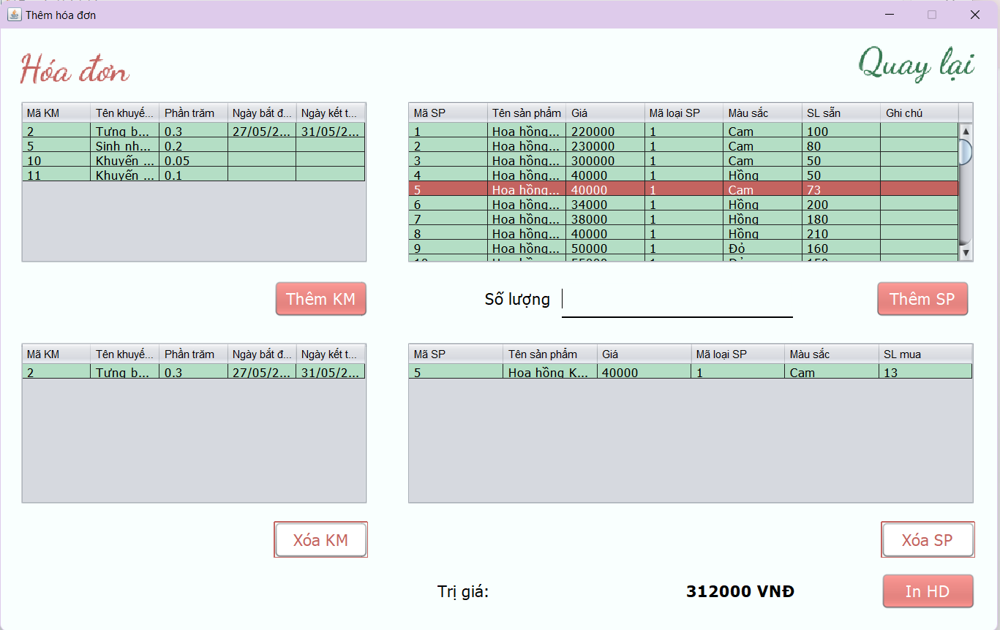 Thêm hóa đơn
Hóa đơn
Quay lại
Mã KM Tên khuyế... Phần trăm Ngày bắt đ... Ngày kết t...
2 Tưng b... 0.3 27/05/2... 31/05/2...
5 Sinh nh... 0.2
10 Khuyến ... 0.05
11 Khuyến ... 0.1
Mã SP Tên sản phẩm Giá Mã loại SP Màu sắc SL sẵn Ghi chú
1 Hoa hồng... 220000 1 Cam 100
2 Hoa hồng... 230000 1 Cam 80
3 Hoa hồng... 300000 1 Cam 50
4 Hoa hồng... 40000 1 Hồng 50
5 Hoa hồng... 40000 1 Cam 73
6 Hoa hồng... 34000 1 Hồng 200
7 Hoa hồng... 38000 1 Hồng 180
8 Hoa hồng... 40000 1 Hồng 210
9 Hoa hồng... 50000 1 Đỏ 160
Thêm KM
Số lượng
Thêm SP
Mã KM Tên khuyế... Phần trăm Ngày bắt đ... Ngày kết t...
2 Tưng b... 0.3 27/05/2... 31/05/2...
Mã SP Tên sản phẩm Giá Mã loại SP Màu sắc SL mua
5 Hoa hồng K... 40000 1 Cam 13
Xóa KM
Xóa SP
Trị giá: 312000 VNĐ
In HD